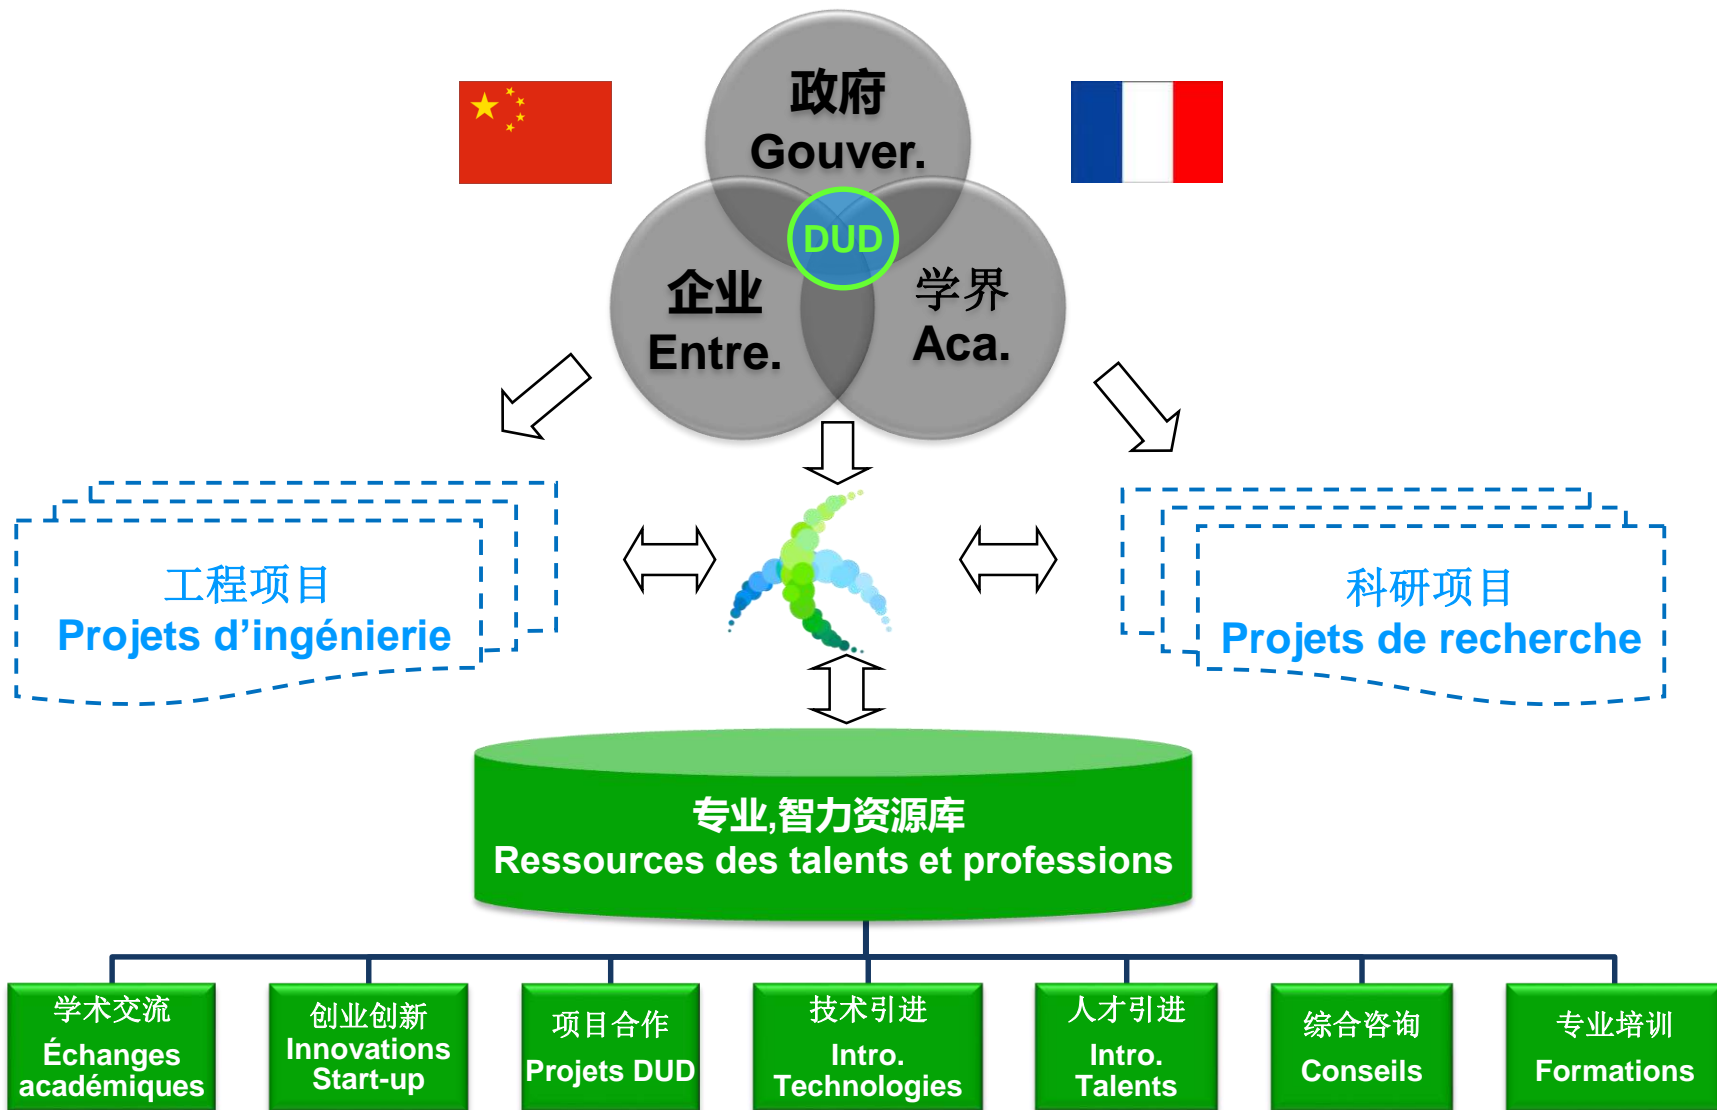 政府
Gouver.
DUD
企业
Entre.
学界
Aca.
工程项目
Projets d’ingénierie
科研项目
Projets de recherche
专业,智力资源库
Ressources des talents et professions
学术交流
Échanges
académiques
创业创新
Innovations
Start-up
项目合作
Projets DUD
技术引进
Intro.
Technologies
人才引进
Intro.
Talents
综合咨询
Conseils
专业培训
Formations